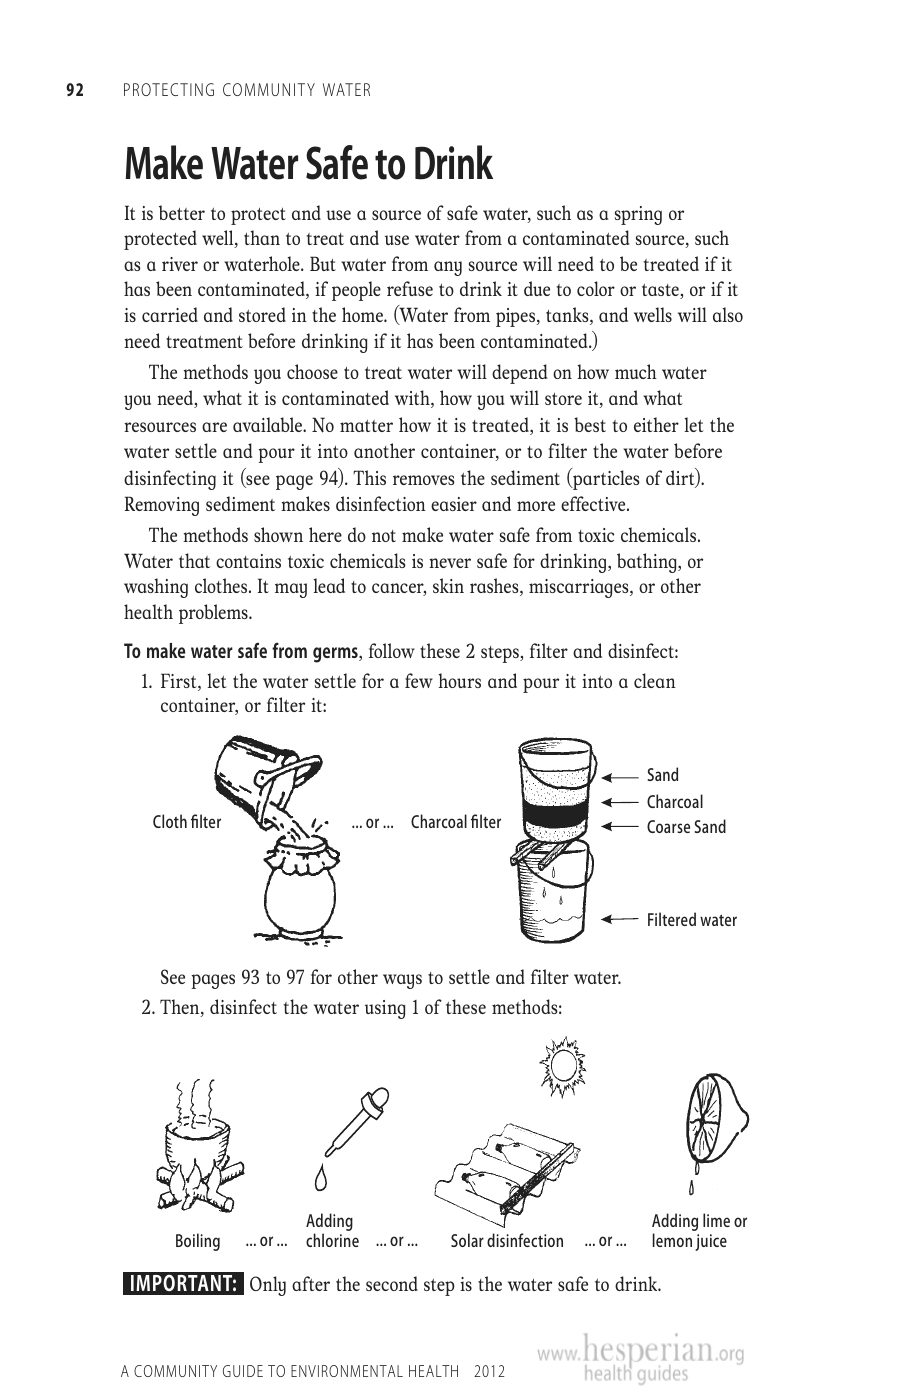 92 PROTECTING COMMUNITY WATER
Make Water Safe to Drink
It is better to protect and use a source of safe water, such as a spring or
protected well, than to treat and use water from a contaminated source, such
as a river or waterhole. But water from any source will need to be treated if it
has been contaminated, if people refuse to drink it due to color or taste, or if it
is carried and stored in the home. (Water from pipes, tanks, and wells will also
need treatment before drinking if it has been contaminated.)
The methods you choose to treat water will depend on how much water
you need, what it is contaminated with, how you will store it, and what
resources are available. No matter how it is treated, it is best to either let the
water settle and pour it into another container, or to filter the water before
disinfecting it (see page 94). This removes the sediment (particles of dirt).
Removing sediment makes disinfection easier and more effective.
The methods shown here do not make water safe from toxic chemicals.
Water that contains toxic chemicals is never safe for drinking, bathing, or
washing clothes. It may lead to cancer, skin rashes, miscarriages, or other
health problems.
To make water safe from germs, follow these 2 steps, filter and disinfect:
1. First, let the water settle for a few hours and pour it into a clean
container, or filter it:
Cloth filter
... or ...
Charcoal filter
Sand
Charcoal
Coarse Sand
Filtered water
See pages 93 to 97 for other ways to settle and filter water.
2. Then, disinfect the water using 1 of these methods:
Boiling
... or ...
Adding
chlorine
... or ...
Solar disinfection
... or ...
Adding lime or
lemon juice
IMPORTANT: Only after the second step is the water safe to drink.
A COMMUNITY GUIDE TO ENVIRONMENTAL HEALTH 2012
www.hesperian.org
health guides